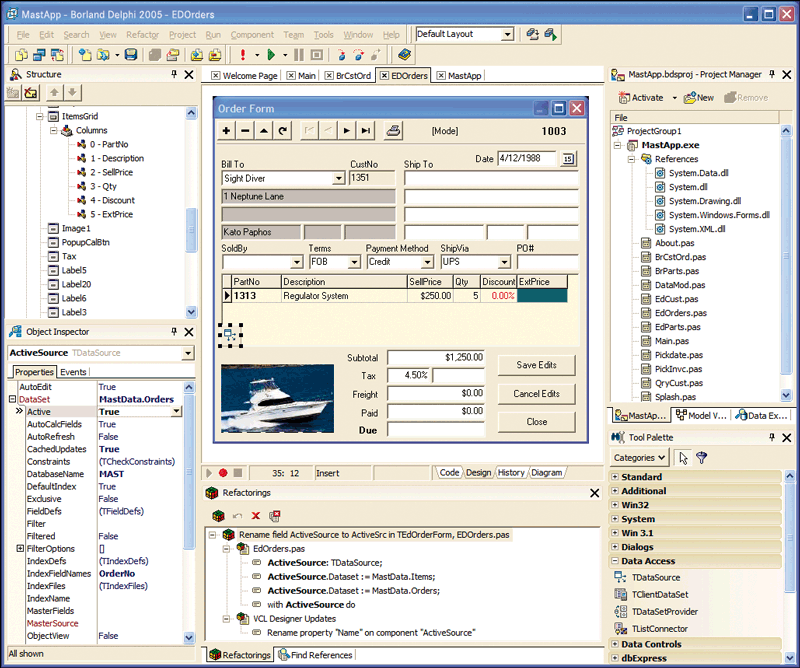 MastApp - Borland Delphi 2005 - EDOrders
File Edit Search View Refactor Project Run Component Team Window Help
Default Layout
Structure
ItemsGrid
Columns
0 - PartNo
1 - Description
2 - SellPrice
3 - Qty
4 - Discount
5 - ExtPrice
Image1
PopupCalBtn
Tax
Label5
Label20
Label6
Label3
Object Inspector
ActiveSource TDataSource
Properties Events
AutoEdit True
DataSet MastData.Orders
Active True
AutoCalcFields True
AutoRefresh False
CachedUpdates True
Constraints (TCheckConstraints)
DatabaseName MAST
DefaultIndex True
Exclusive False
FieldDefs (TFieldDefs)
Filter
Filtered False
FilterOptions []
IndexDefs (TIndexDefs)
IndexFieldNames OrderNo
IndexFiles (TIndexFiles)
IndexName
MasterFields
MasterSource
ObjectView False
All shown
Welcome Page Main BrCstOrd EDOrders MastApp
Order Form
[Mode] 1003
Date 4/12/1988 15
Bill To CustNo Ship To
Sight Diver 1351
1 Neptune Lane
Kato Paphos
SoldBy Terms Payment Method ShipVia PO#
FOB Credit UPS
PartNo Description SellPrice Qty Discount ExtPrice
1313 Regulator System $250.00 5 0.00%
Subtotal $1,250.00
Tax 4.50%
Freight $0.00
Paid $0.00
Due
Save Edits
Cancel Edits
Close
35: 12 Insert
Code Design History Diagram
Refactorings
Rename field ActiveSource to ActiveSrc in TEdOrderForm, EDOrders.pas
EdOrders.pas
ActiveSource: TDataSource;
ActiveSource.Dataset := MastData.Items;
ActiveSource.Dataset := MastData.Orders;
with ActiveSource do
VCL Designer Updates
Rename property "Name" on component "ActiveSource"
Refactorings Find References
MastApp.bdsproj - Project Manager
Activate New Remove
File
ProjectGroup1
MastApp.exe
References
System.Data.dll
System.dll
System.Drawing.dll
System.Windows.Forms.dll
System.XML.dll
About.pas
BrCstOrd.pas
BrParts.pas
DataMod.pas
EdCust.pas
EdOrders.pas
EdParts.pas
Main.pas
Pickdate.pas
PickInvc.pas
QryCust.pas
Splash.pas
MastAp... Model V... Data Ex...
Tool Palette
Categories
Standard
Additional
Win32
System
Win 3.1
Dialogs
Data Access
TDataSource
TClientDataSet
TDataSetProvider
TListConnector
Data Controls
dbExpress